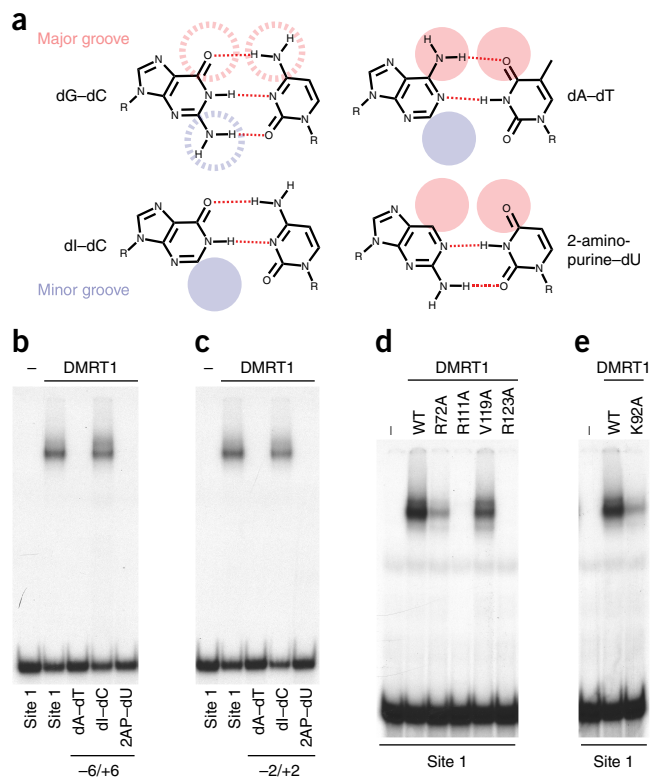 a
Major groove
dG–dC
dA–dT
dI–dC
2-amino-
purine–dU
Minor groove
O H N H N N N N H N R N O R N H H
H N H O N N N N H N R N O R
O H N H N N N N H N R N O R
O N N N N H N R N H H O N R
b
– DMRT1
Site 1 Site 1 dA–dT dI–dC 2AP–dU
–6/+6
c
– DMRT1
Site 1 Site 1 dA–dT dI–dC 2AP–dU
–2/+2
d
DMRT1
– WT R72A R111A V119A R123A
Site 1
e
DMRT1
– WT K92A
Site 1